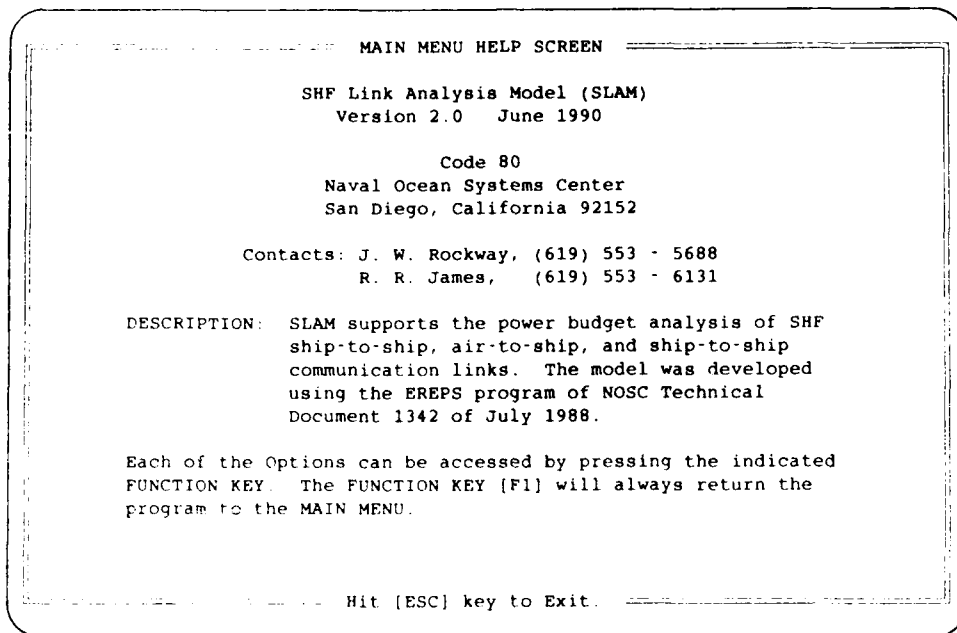 MAIN MENU HELP SCREEN
SHF Link Analysis Model (SLAM)
Version 2.0 June 1990
Code 80
Naval Ocean Systems Center
San Diego, California 92152
Contacts: J. W. Rockway, (619) 553 - 5688
R. R. James, (619) 553 - 6131
DESCRIPTION: SLAM supports the power budget analysis of SHF
ship-to-ship, air-to-ship, and ship-to-ship
communication links. The model was developed
using the EREPS program of NOSC Technical
Document 1342 of July 1988.
Each of the Options can be accessed by pressing the indicated
FUNCTION KEY. The FUNCTION KEY [F1] will always return the
program to the MAIN MENU.
Hit [ESC] key to Exit.